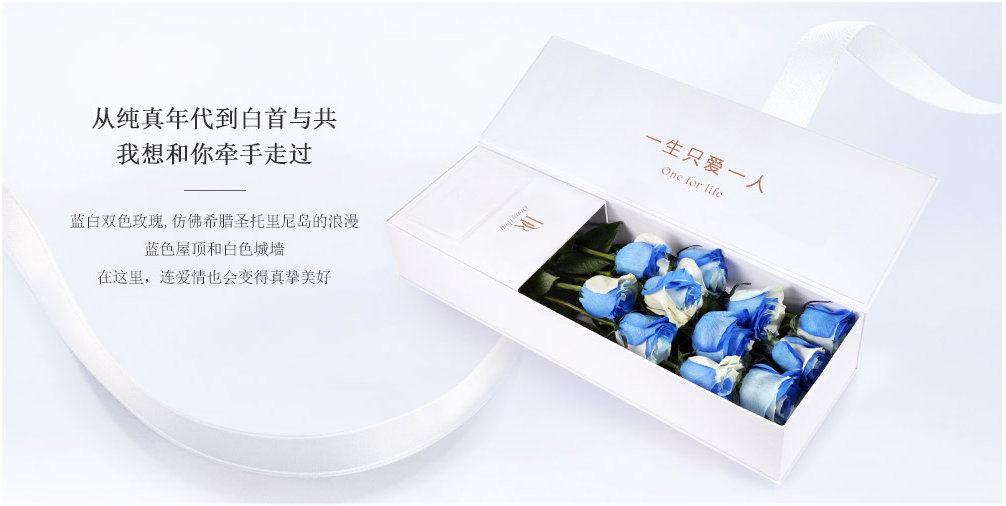 从纯真年代到白首与共
我想和你牵手走过
蓝白双色玫瑰,仿佛希腊圣托里尼岛的浪漫
蓝色屋顶和白色城墙
在这里，连爱情也会变得真挚美好
一生只爱一人
One for life
DR
Darry Ring